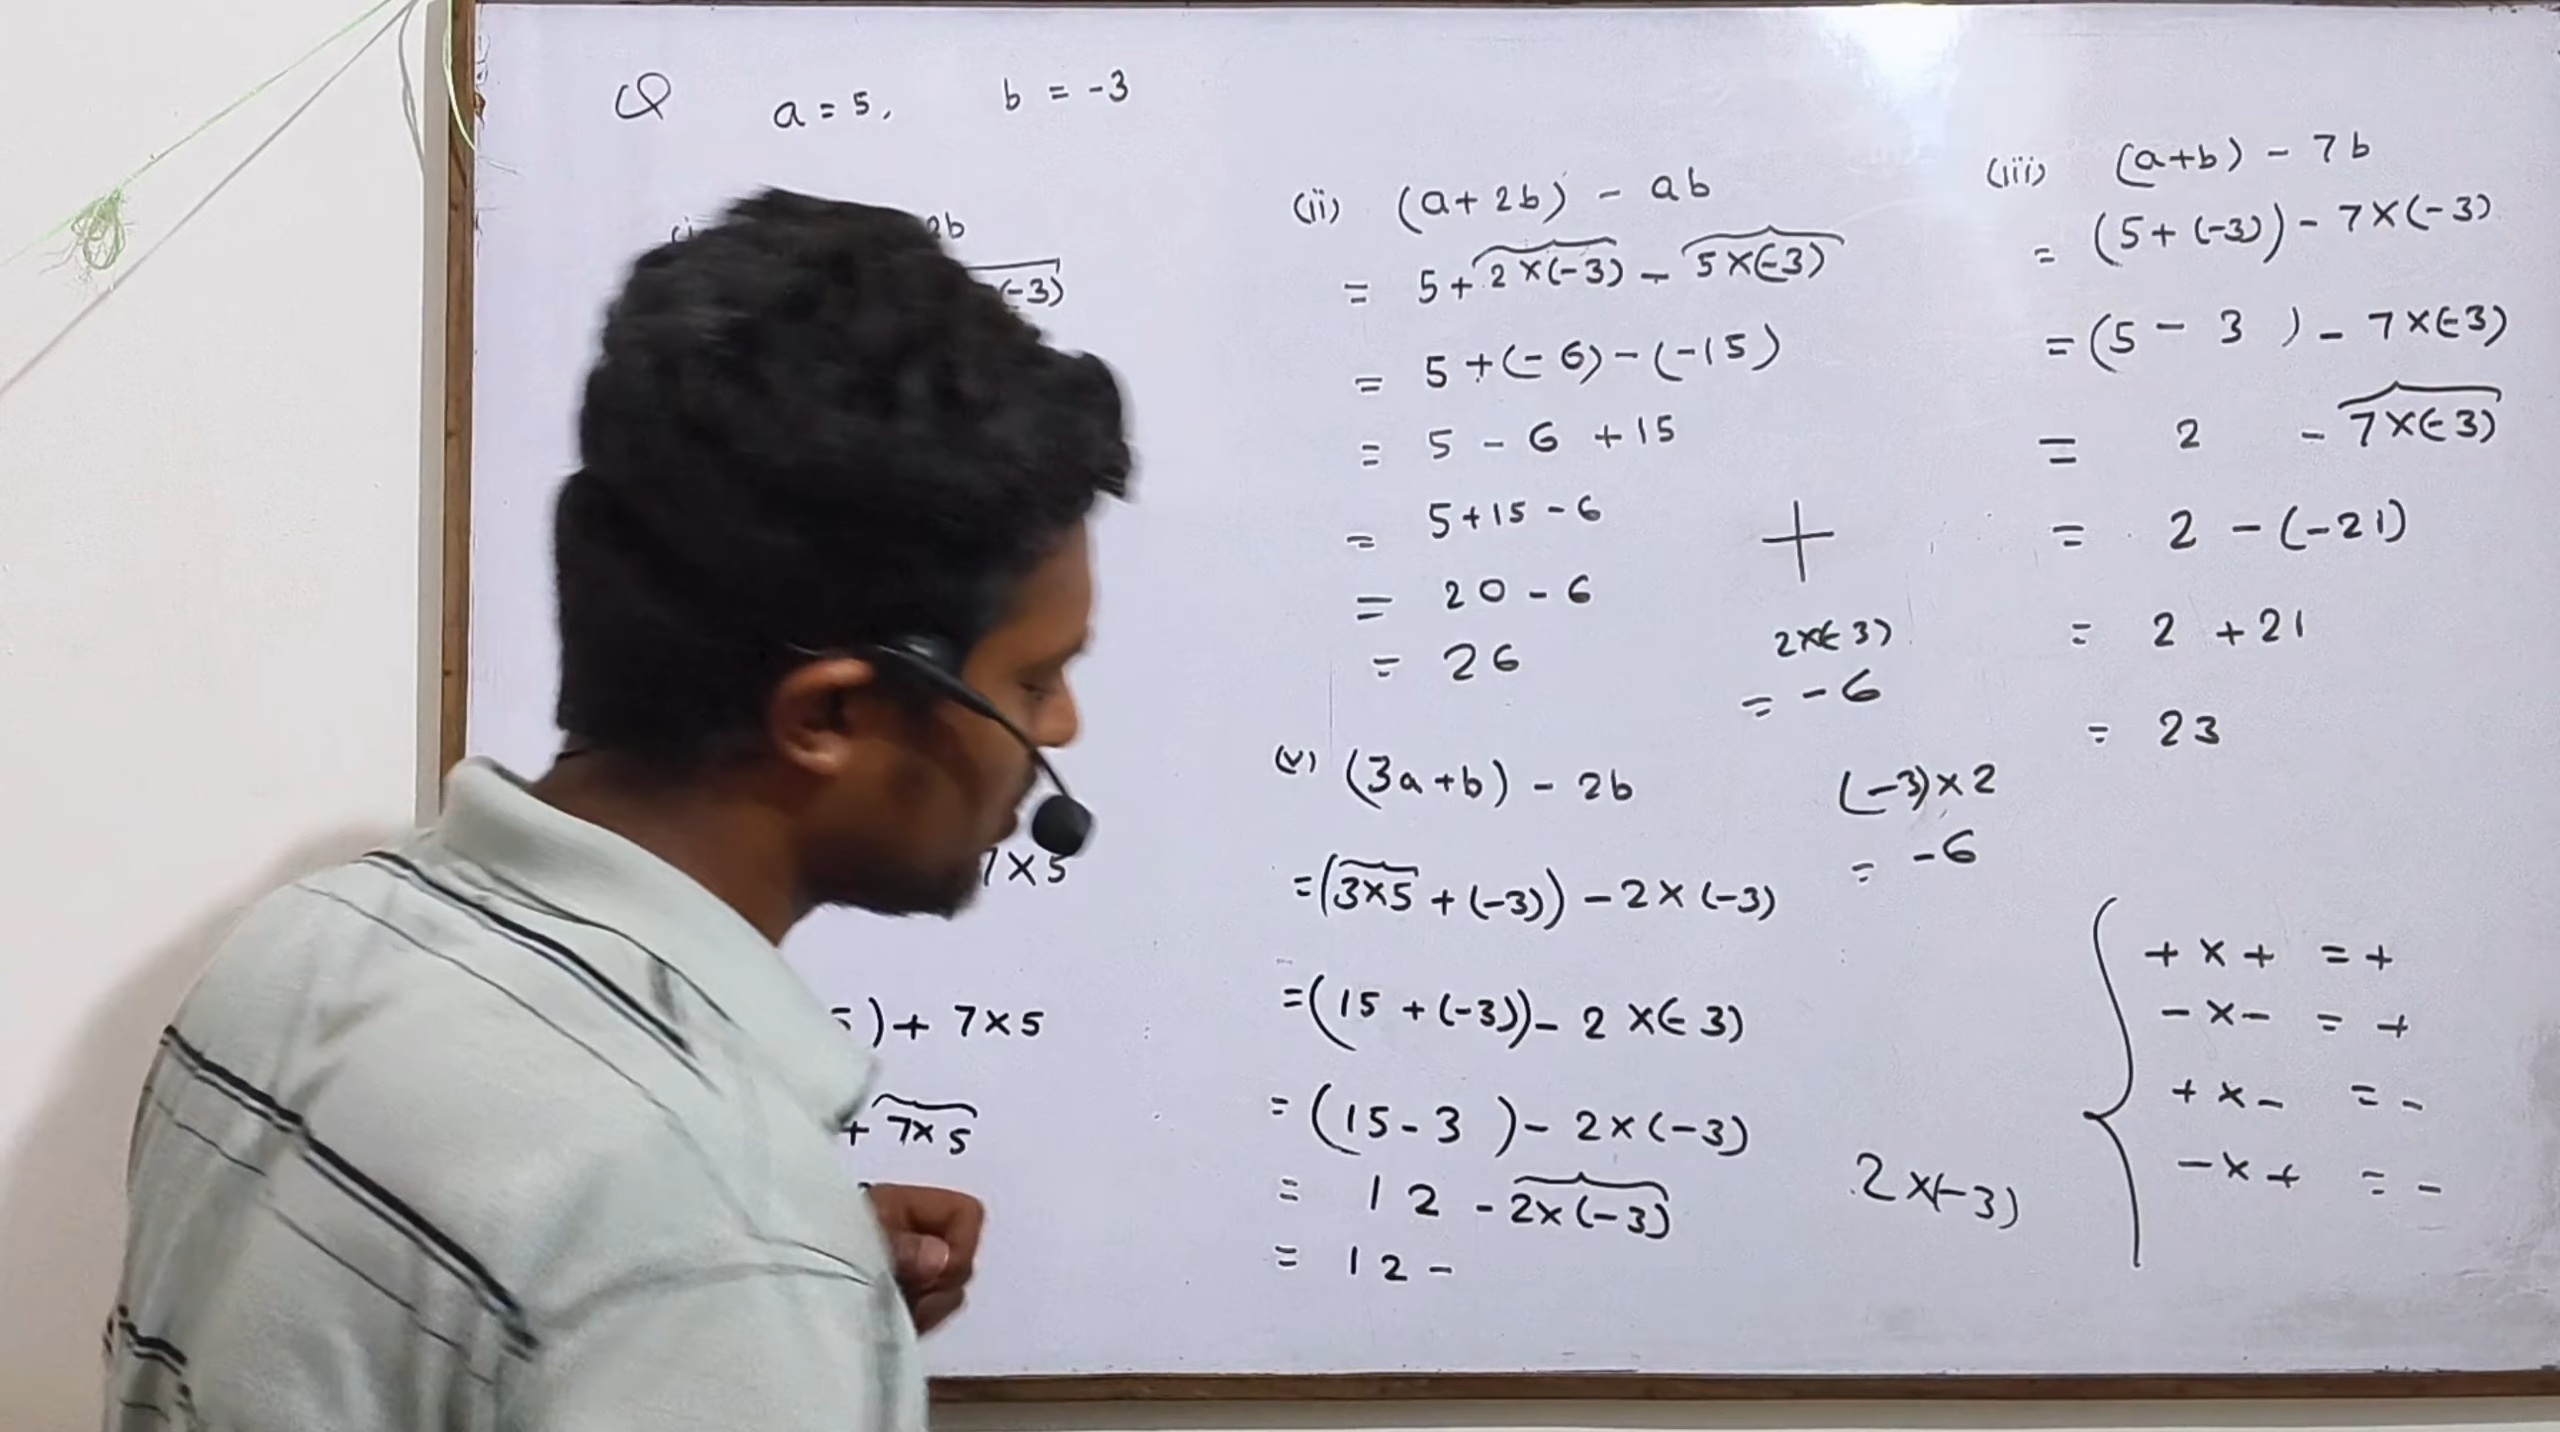 Q a = 5, b = -3
2b
(-3)
7 × 5
) + 7 × 5
+ 7 × 5
(ii) (a + 2b) - ab
= 5 + 2 × (-3) - 5 × (-3)
= 5 + (-6) - (-15)
= 5 - 6 + 15
= 5 + 15 - 6
= 20 - 6
= 26
+
2 × (-3)
= -6
(v) (3a + b) - 2b
= (3 × 5 + (-3)) - 2 × (-3)
= (15 + (-3)) - 2 × (-3)
= (15 - 3 ) - 2 × (-3)
= 12 - 2 × (-3)
= 12 -
(-3) × 2
= -6
2 × (-3)
(iii) (a + b) - 7b
= (5 + (-3)) - 7 × (-3)
= (5 - 3 ) - 7 × (-3)
= 2 - 7 × (-3)
= 2 - (-21)
= 2 + 21
= 23
+ × + = +
- × - = +
+ × - = -
- × + = -